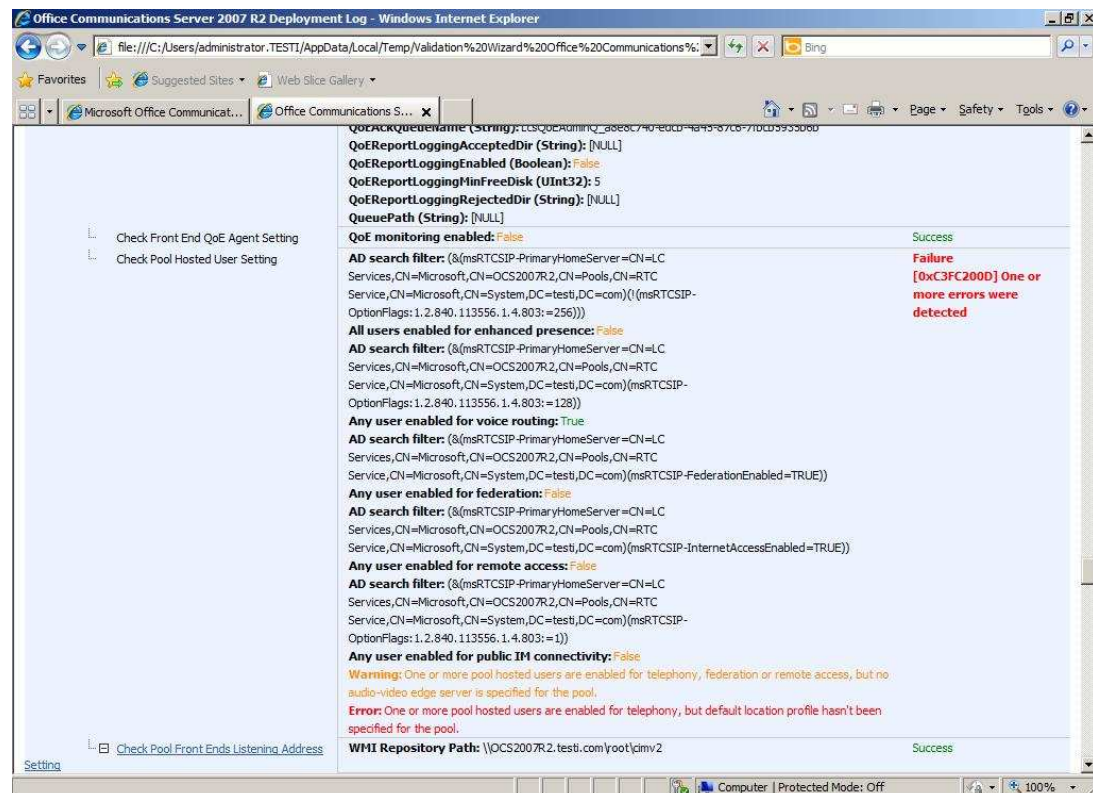 Office Communications Server 2007 R2 Deployment Log - Windows Internet Explorer
file:///C:/Users/administrator.TESTI/AppData/Local/Temp/Validation%20Wizard%20Office%20Communications%
Bing
Favorites
Suggested Sites
Web Slice Gallery
Microsoft Office Communicat...
Office Communications S...
Page
Safety
Tools
QoEAckQueueName (String):
QoEReportLoggingAcceptedDir (String): [NULL]
QoEReportLoggingEnabled (Boolean): False
QoEReportLoggingMinFreeDisk (UInt32): 5
QoEReportLoggingRejectedDir (String): [NULL]
QueuePath (String): [NULL]
Check Front End QoE Agent Setting
QoE monitoring enabled: False
Success
Check Pool Hosted User Setting
AD search filter: (&(msRTCSIP-PrimaryHomeServer=CN=LC
Services,CN=Microsoft,CN=OCS2007R2,CN=Pools,CN=RTC
Service,CN=Microsoft,CN=System,DC=testi,DC=com)(!(msRTCSIP-
OptionFlags:1.2.840.113556.1.4.803:=256)))
All users enabled for enhanced presence: False
AD search filter: (&(msRTCSIP-PrimaryHomeServer=CN=LC
Services,CN=Microsoft,CN=OCS2007R2,CN=Pools,CN=RTC
Service,CN=Microsoft,CN=System,DC=testi,DC=com)(msRTCSIP-
OptionFlags:1.2.840.113556.1.4.803:=128))
Any user enabled for voice routing: True
AD search filter: (&(msRTCSIP-PrimaryHomeServer=CN=LC
Services,CN=Microsoft,CN=OCS2007R2,CN=Pools,CN=RTC
Service,CN=Microsoft,CN=System,DC=testi,DC=com)(msRTCSIP-FederationEnabled=TRUE))
Any user enabled for federation: False
AD search filter: (&(msRTCSIP-PrimaryHomeServer=CN=LC
Services,CN=Microsoft,CN=OCS2007R2,CN=Pools,CN=RTC
Service,CN=Microsoft,CN=System,DC=testi,DC=com)(msRTCSIP-InternetAccessEnabled=TRUE))
Any user enabled for remote access: False
AD search filter: (&(msRTCSIP-PrimaryHomeServer=CN=LC
Services,CN=Microsoft,CN=OCS2007R2,CN=Pools,CN=RTC
Service,CN=Microsoft,CN=System,DC=testi,DC=com)(msRTCSIP-
OptionFlags:1.2.840.113556.1.4.803:=1))
Any user enabled for public IM connectivity: False
Warning: One or more pool hosted users are enabled for telephony, federation or remote access, but no
audio-video edge server is specified for the pool.
Error: One or more pool hosted users are enabled for telephony, but default location profile hasn't been
specified for the pool.
Failure
[0xC3FC200D] One or
more errors were
detected
Check Pool Front Ends Listening Address
Setting
WMI Repository Path: \\OCS2007R2.testi.com\root\cimv2
Success
Computer | Protected Mode: Off
100%